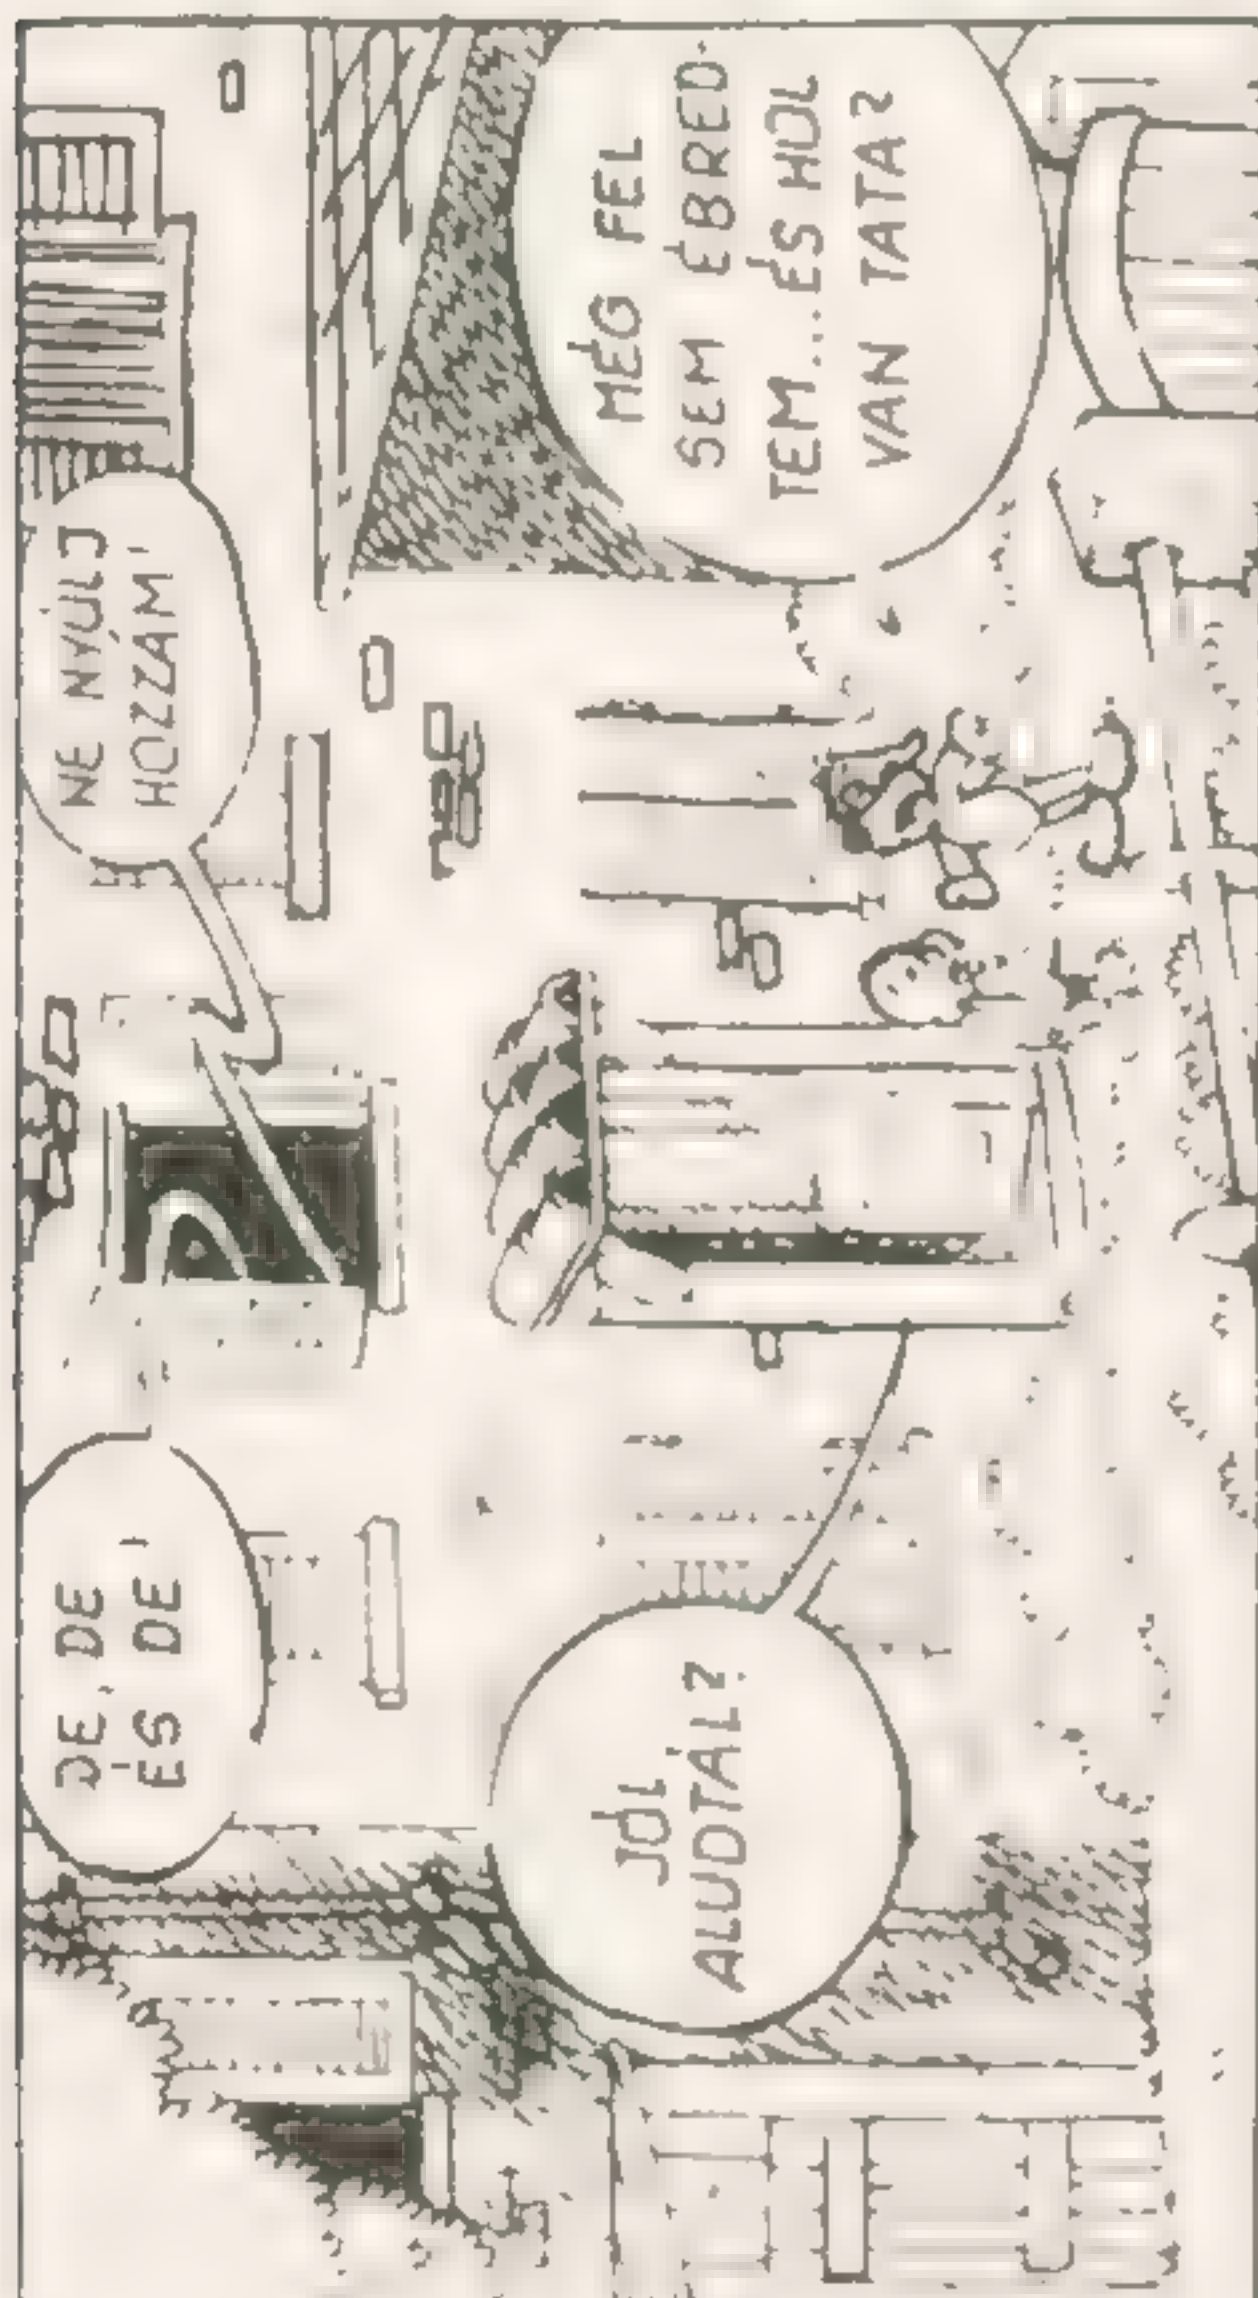 DE, DE
ÉS DE!
NE NYÚLJ
HOZZÁM!
JÓL
ALUDTÁL?
MÉG FEL
SEM ÉBRED-
TEM...ÉS HOL
VAN TATA?